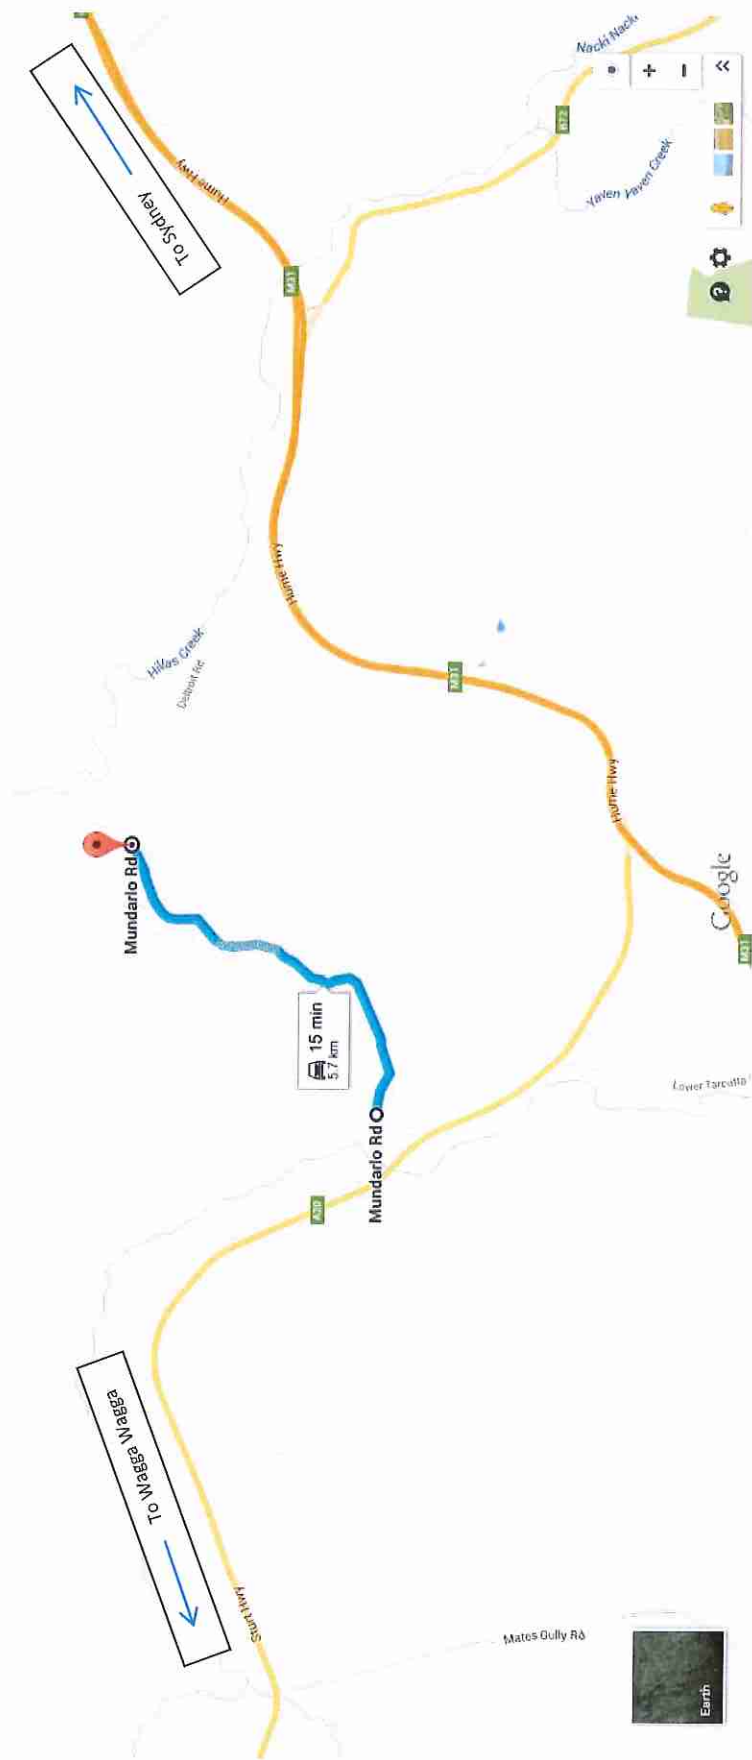 To Sydney
Hume Hwy
M31
Nacki Nacki
B72
Yaven Yaven Creek
Hume Hwy
Hillas Creek
Dellroit Rd
M31
Hume Hwy
Mundarlo Rd
15 min
5.7 km
Mundarlo Rd
A20
Google
M31
Lower Tarcutta
To Wagga Wagga
Sturt Hwy
Mates Gully Rd
Earth